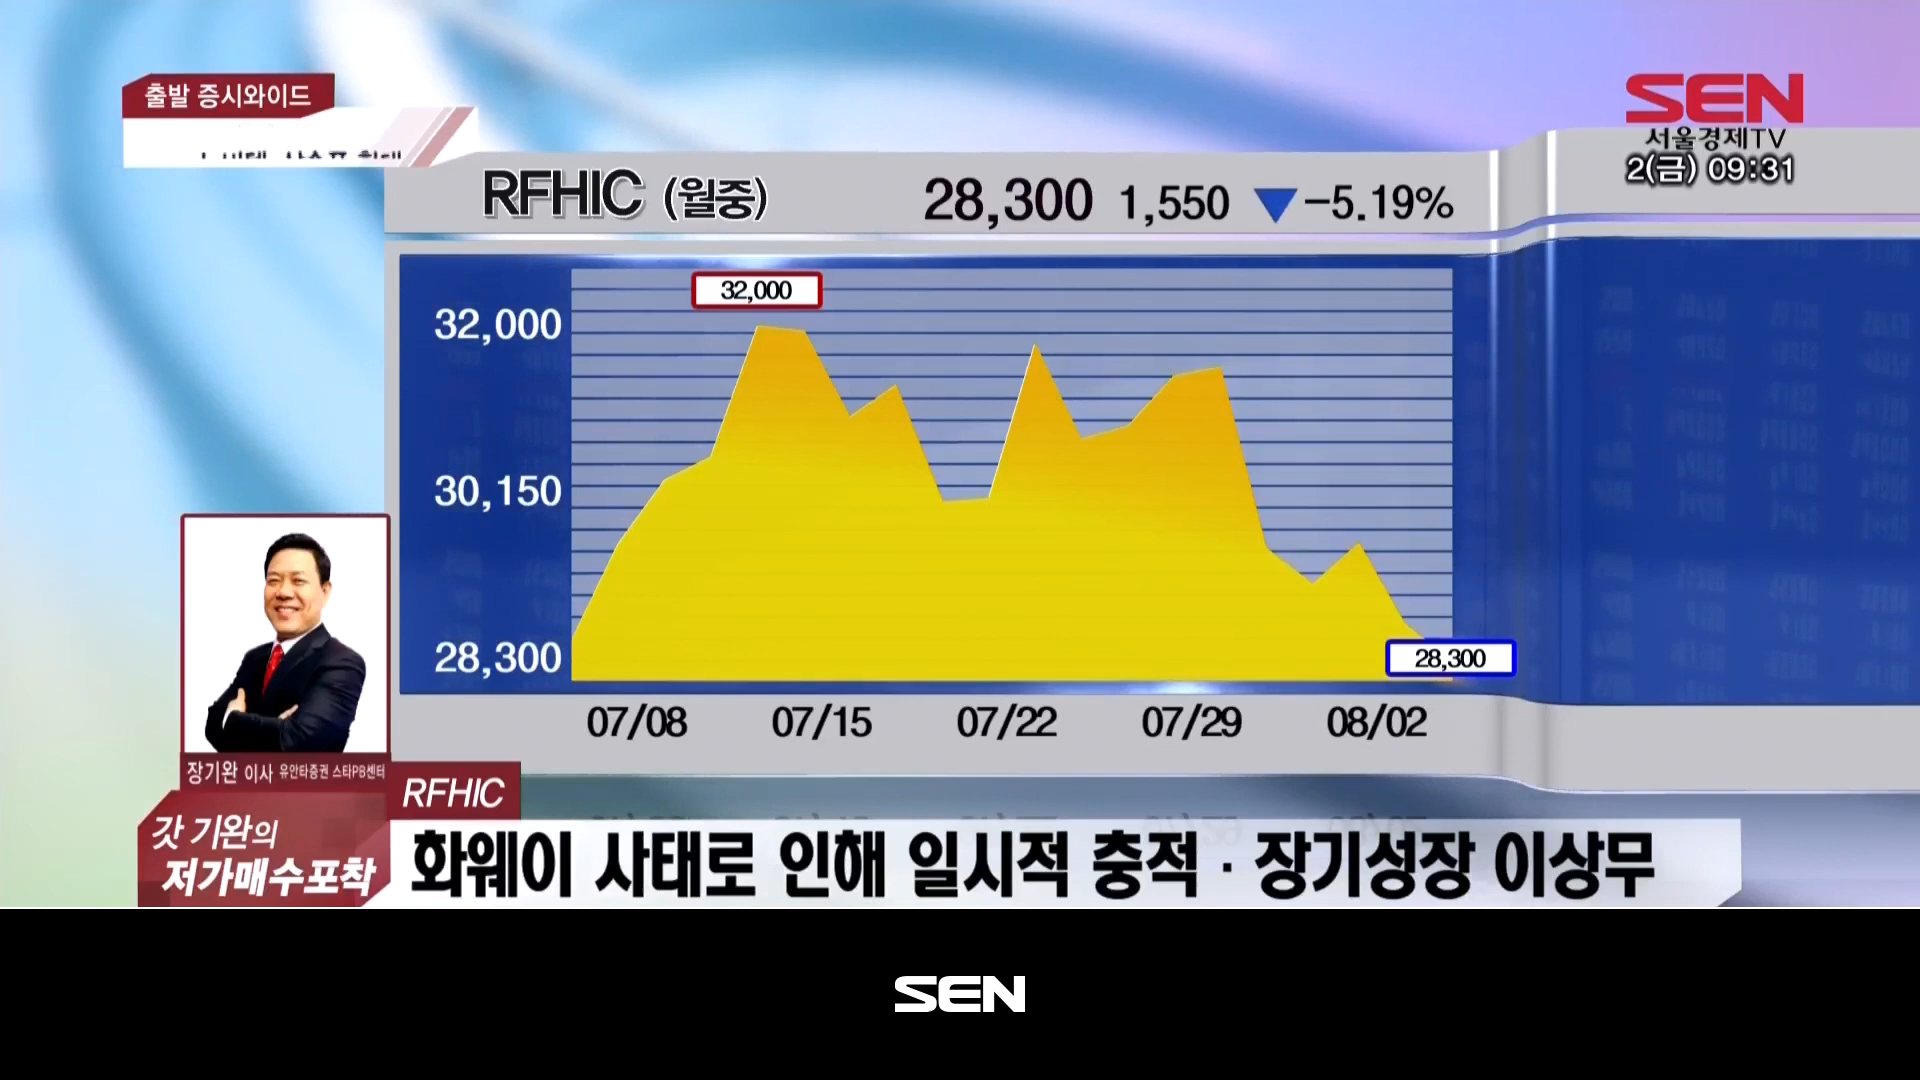 출발 증시와이드
SEN
서울경제TV
2(금) 09:31
RFHIC (월중) 28,300 1,550 ▼ -5.19%
32,000
32,000
30,150
28,300
28,300
07/08 07/15 07/22 07/29 08/02
장기완 이사 유안타증권 스타PB센터
RFHIC
갓 기완의
저가매수포착
화웨이 사태로 인해 일시적 충적 · 장기성장 이상무
SEN